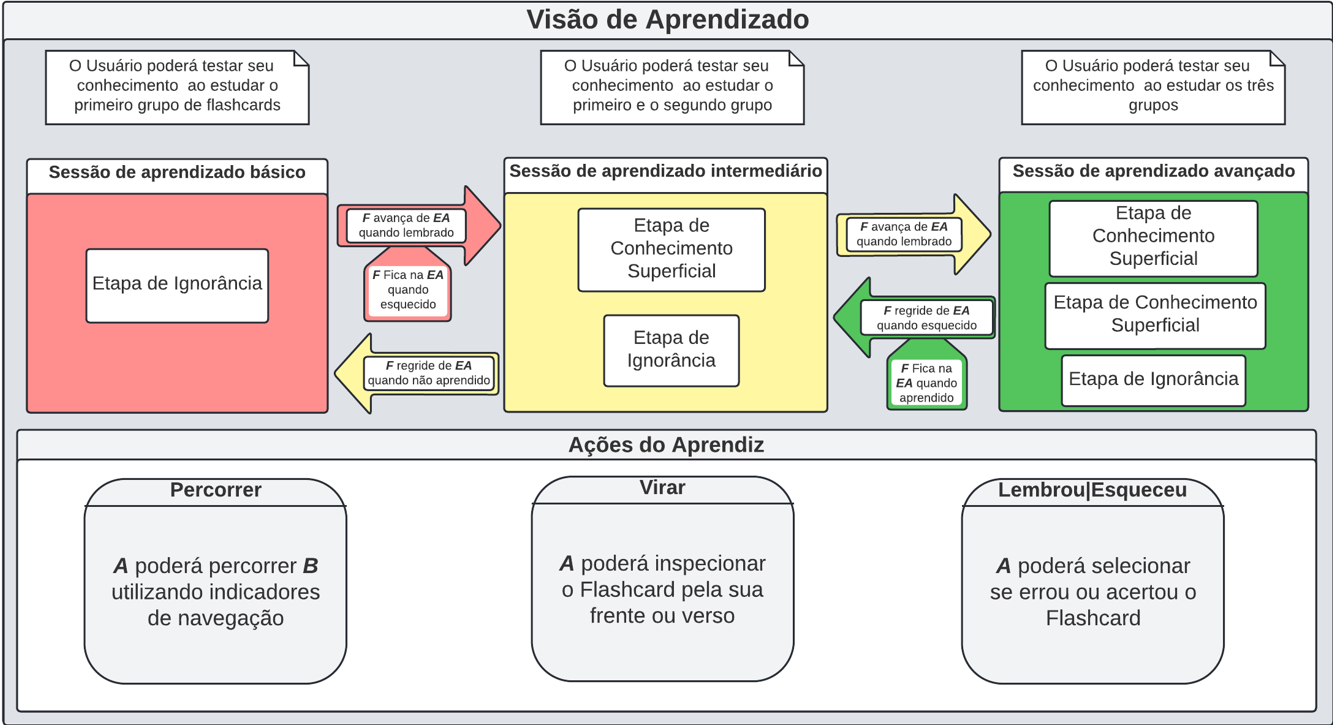 Visão de Aprendizado
O Usuário poderá testar seu
conhecimento ao estudar o
primeiro grupo de flashcards
O Usuário poderá testar seu
conhecimento ao estudar o
primeiro e o segundo grupo
O Usuário poderá testar seu
conhecimento ao estudar os três
grupos
Sessão de aprendizado básico
Etapa de Ignorância
F avança de EA
quando lembrado
F Fica na EA
quando
esquecido
F regride de EA
quando não aprendido
Sessão de aprendizado intermediário
Etapa de
Conhecimento
Superficial
Etapa de
Ignorância
F avança de EA
quando lembrado
F regride de EA
quando esquecido
F Fica na
EA quando
aprendido
Sessão de aprendizado avançado
Etapa de
Conhecimento
Superficial
Etapa de Conhecimento
Superficial
Etapa de Ignorância
Ações do Aprendiz
Percorrer
A poderá percorrer B
utilizando indicadores
de navegação
Virar
A poderá inspecionar
o Flashcard pela sua
frente ou verso
Lembrou|Esqueceu
A poderá selecionar
se errou ou acertou o
Flashcard